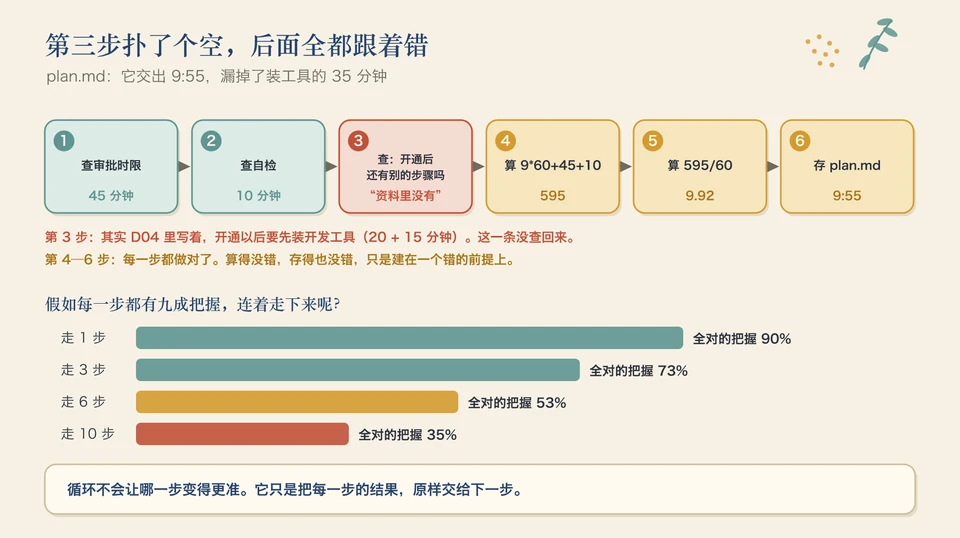 第三步扑了个空，后面全都跟着错
plan.md：它交出 9:55，漏掉了装工具的 35 分钟
1
查审批时限
45 分钟
2
查自检
10 分钟
3
查：开通后
还有别的步骤吗
“资料里没有”
4
算 9*60+45+10
595
5
算 595/60
9.92
6
存 plan.md
9:55
第 3 步：其实 D04 里写着，开通以后要先装开发工具（20 + 15 分钟）。这一条没查回来。
第 4—6 步：每一步都做对了。算得没错，存得也没错，只是建在一个错的前提上。
假如每一步都有九成把握，连着走下来呢？
走 1 步 全对的把握 90%
走 3 步 全对的把握 73%
走 6 步 全对的把握 53%
走 10 步 全对的把握 35%
循环不会让哪一步变得更准。它只是把每一步的结果，原样交给下一步。